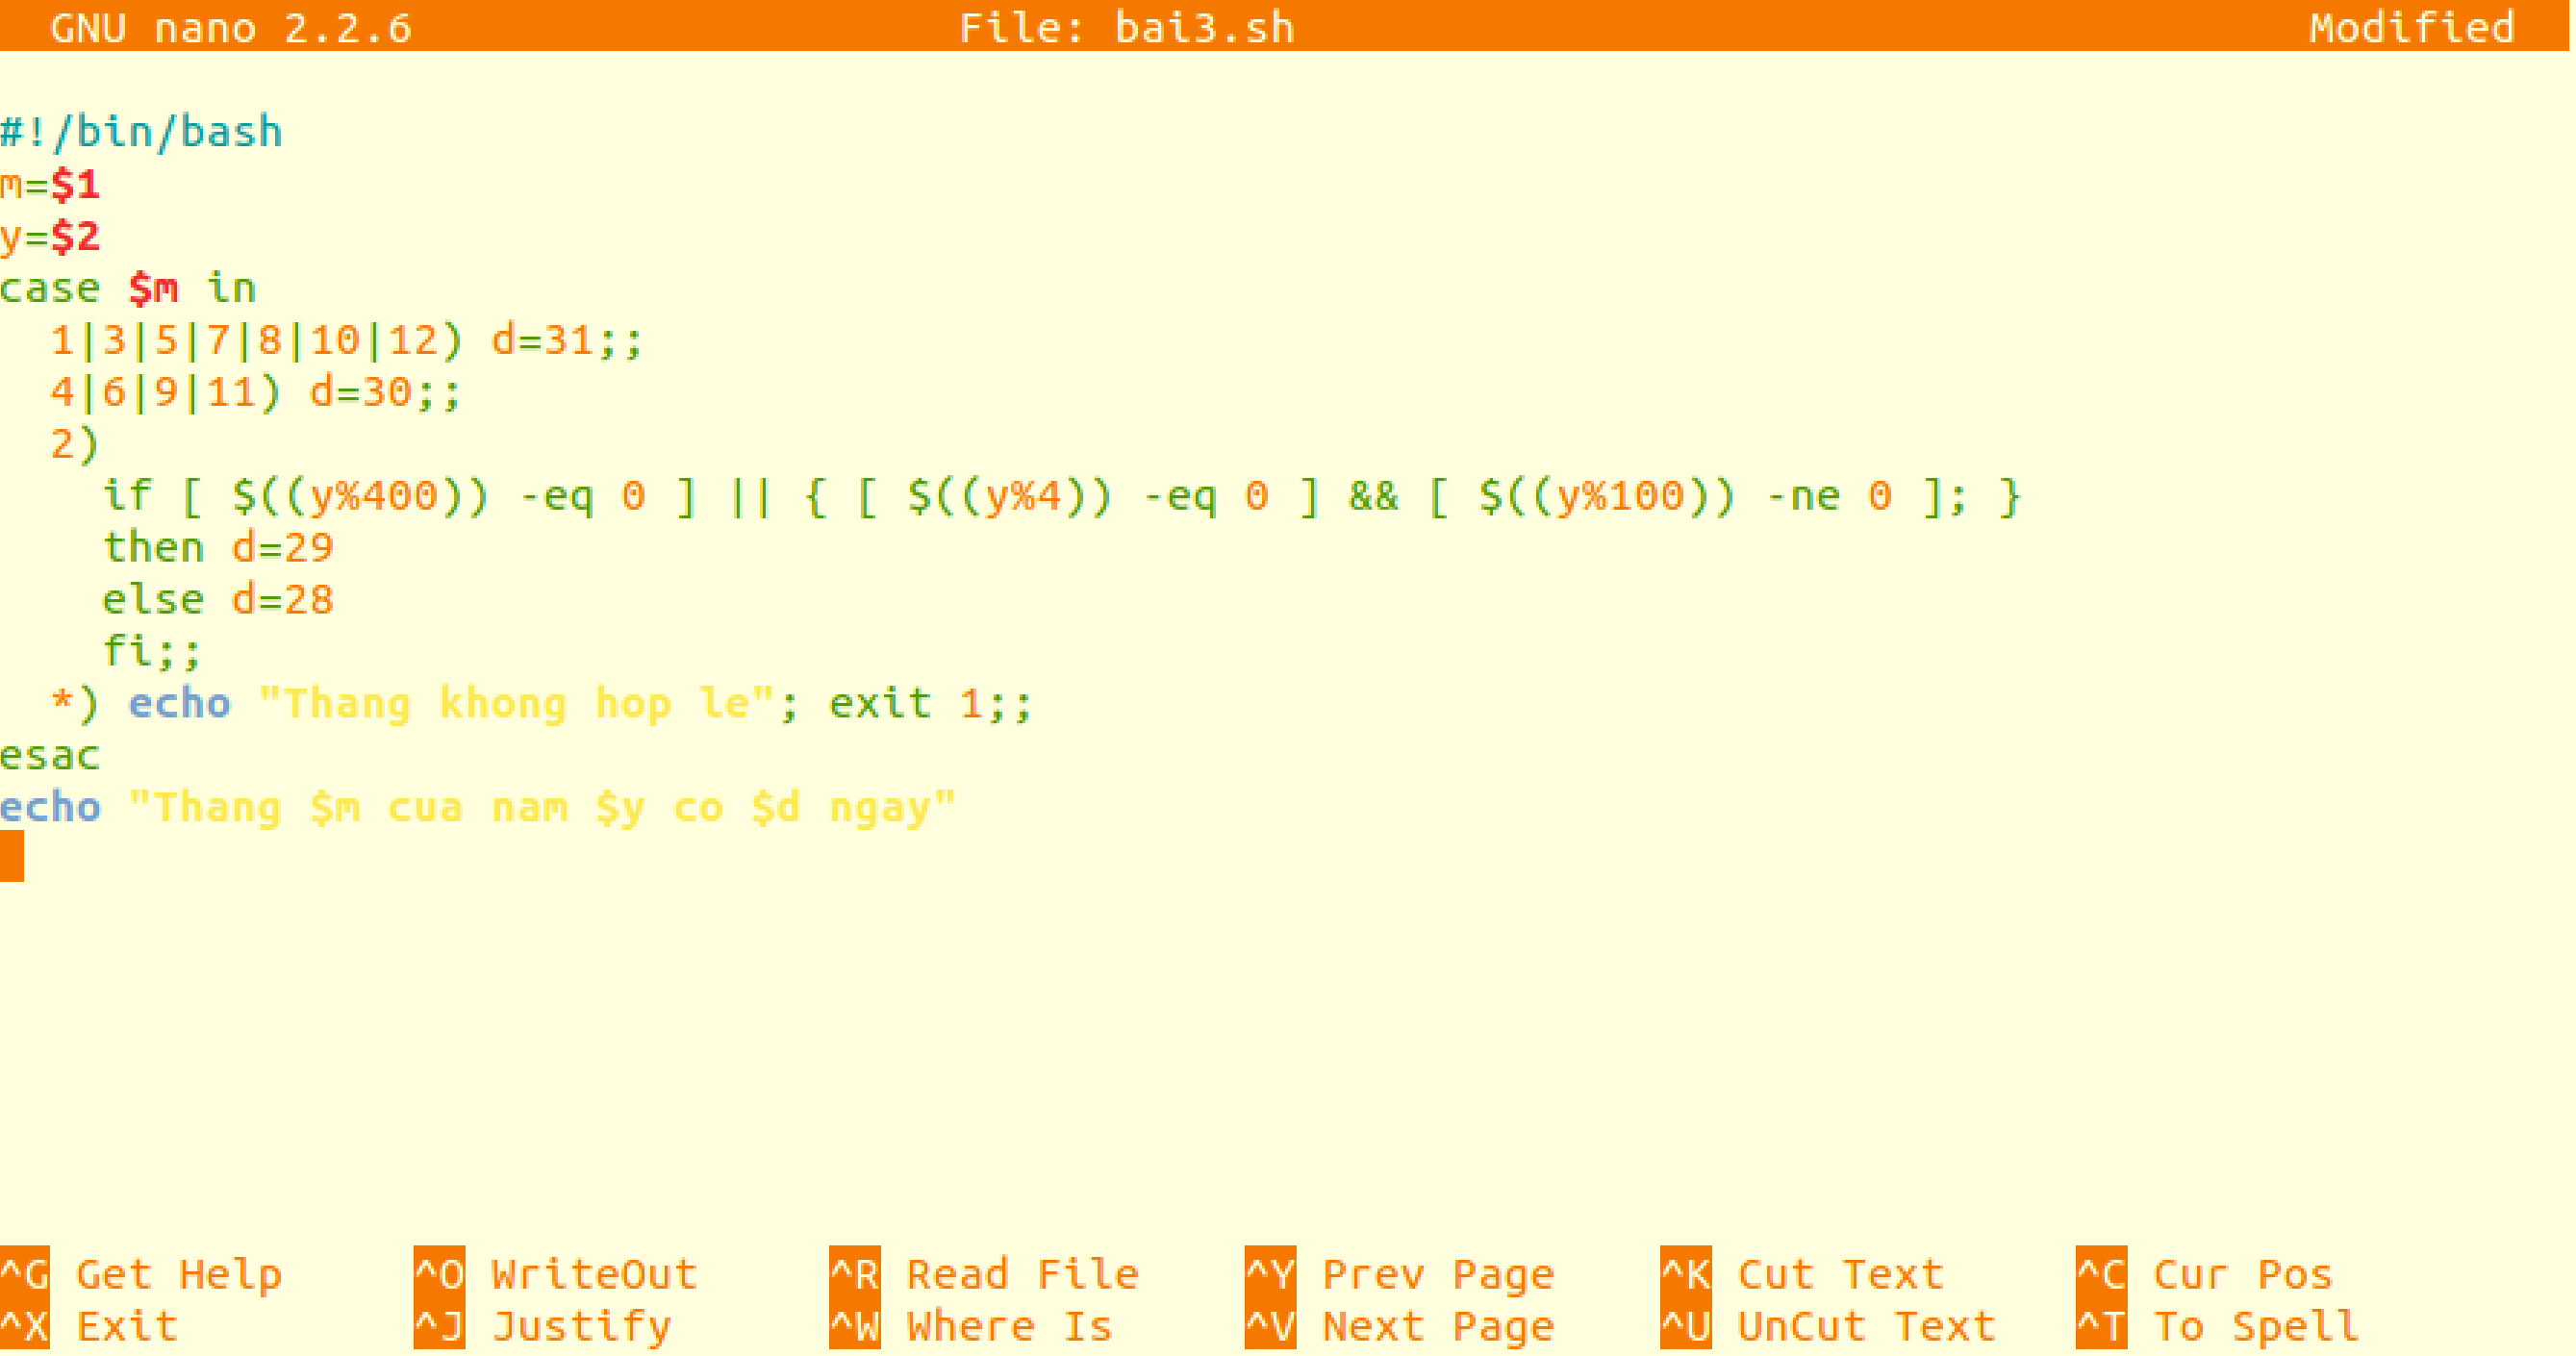 GNU nano 2.2.6 File: bai3.sh Modified
#!/bin/bash
m=$1
y=$2
case $m in
  1|3|5|7|8|10|12) d=31;;
  4|6|9|11) d=30;;
  2)
    if [ $((y%400)) -eq 0 ] || { [ $((y%4)) -eq 0 ] && [ $((y%100)) -ne 0 ]; }
    then d=29
    else d=28
    fi;;
  *) echo "Thang khong hop le"; exit 1;;
esac
echo "Thang $m cua nam $y co $d ngay"
^G Get Help ^O WriteOut ^R Read File ^Y Prev Page ^K Cut Text ^C Cur Pos
^X Exit ^J Justify ^W Where Is ^V Next Page ^U UnCut Text ^T To Spell